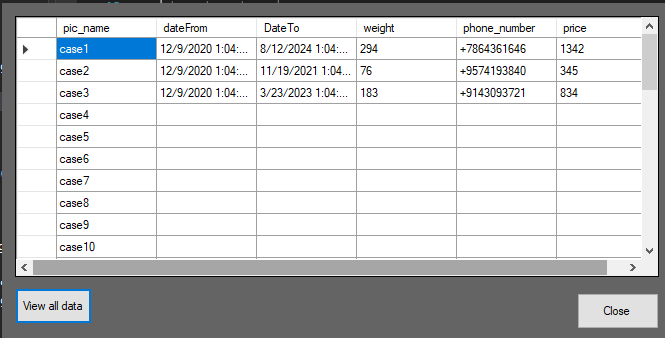 pic_name dateFrom DateTo weight phone_number price
case1 12/9/2020 1:04:... 8/12/2024 1:04:... 294 +7864361646 1342
case2 12/9/2020 1:04:... 11/19/2021 1:04... 76 +9574193840 345
case3 12/9/2020 1:04:... 3/23/2023 1:04:... 183 +9143093721 834
case4
case5
case6
case7
case8
case9
case10
View all data
Close